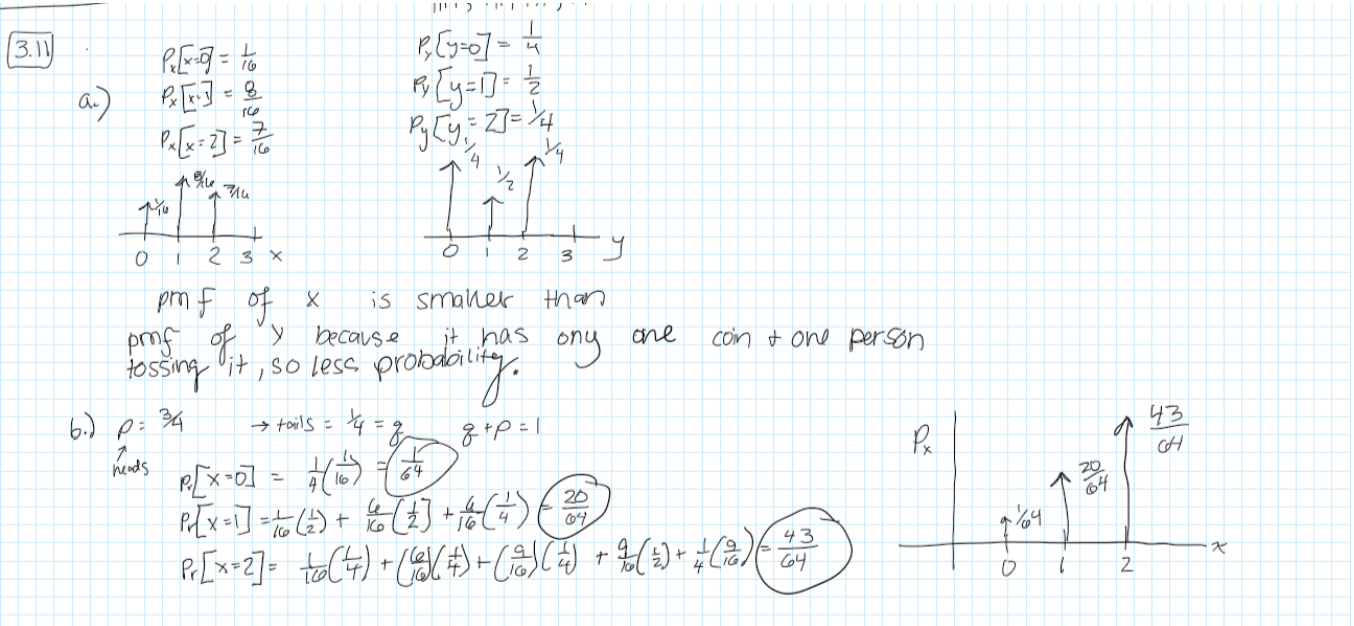 3.11
a.)
Px[x=0] = 1/16
Px[x=1] = 8/16
Px[x=2] = 7/16
Py[y=0] = 1/4
Py[y=1] = 1/2
Py[y=2] = 1/4
1/16 8/16 7/16
0 1 2 3 x
1/4 1/2 1/4
0 1 2 3 y
pmf of x is smaller than
pmf of y because it has ony one coin + one person
tossing it, so less probability.
b.) p = 3/4 → tails = 1/4 = q q + p = 1
heads
Pr[x=0] = 1/4(1/16) = 1/64
Pr[x=1] = 1/16(1/2) + 6/16(1/2] + 6/16(1/4) = 20/64
Pr[x=2] = 1/16(1/4) + (6/16)(1/4) + (9/16)(1/4) + 9/16(1/2) + 1/4(9/16) = 43/64
Px
1/64 20/64 43/64
0 1 2 x